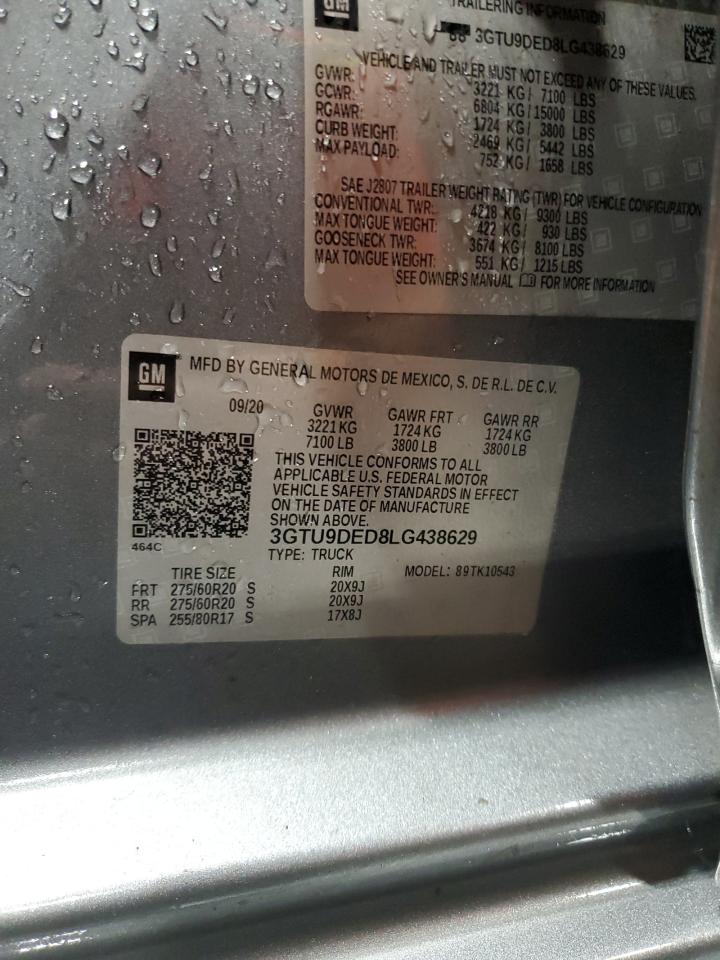 GM
TRAILERING INFORMATION
3GTU9DED8LG438629
VEHICLE AND TRAILER MUST NOT EXCEED ANY OF THESE VALUES.
GVWR: 3221 KG/ 7100 LBS
GCWR: 6804 KG/ 15000 LBS
RGAWR: 1724 KG/ 3800 LBS
CURB WEIGHT: 2469 KG/ 5442 LBS
MAX PAYLOAD: 752 KG/ 1658 LBS
SAE J2807 TRAILER WEIGHT RATING (TWR) FOR VEHICLE CONFIGURATION
CONVENTIONAL TWR: 4218 KG/ 9300 LBS
MAX TONGUE WEIGHT: 422 KG/ 930 LBS
GOOSENECK TWR: 3674 KG/ 8100 LBS
MAX TONGUE WEIGHT: 551 KG/ 1215 LBS
SEE OWNER'S MANUAL FOR MORE INFORMATION
GM
MFD BY GENERAL MOTORS DE MEXICO, S. DE R.L. DE C.V.
09/20 GVWR GAWR FRT GAWR RR
3221 KG 1724 KG 1724 KG
7100 LB 3800 LB 3800 LB
THIS VEHICLE CONFORMS TO ALL
APPLICABLE U.S. FEDERAL MOTOR
VEHICLE SAFETY STANDARDS IN EFFECT
ON THE DATE OF MANUFACTURE
SHOWN ABOVE.
3GTU9DED8LG438629
464C
TYPE: TRUCK
TIRE SIZE RIM MODEL: 89TK10543
FRT 275/60R20 S 20X9J
RR 275/60R20 S 20X9J
SPA 255/80R17 S 17X8J